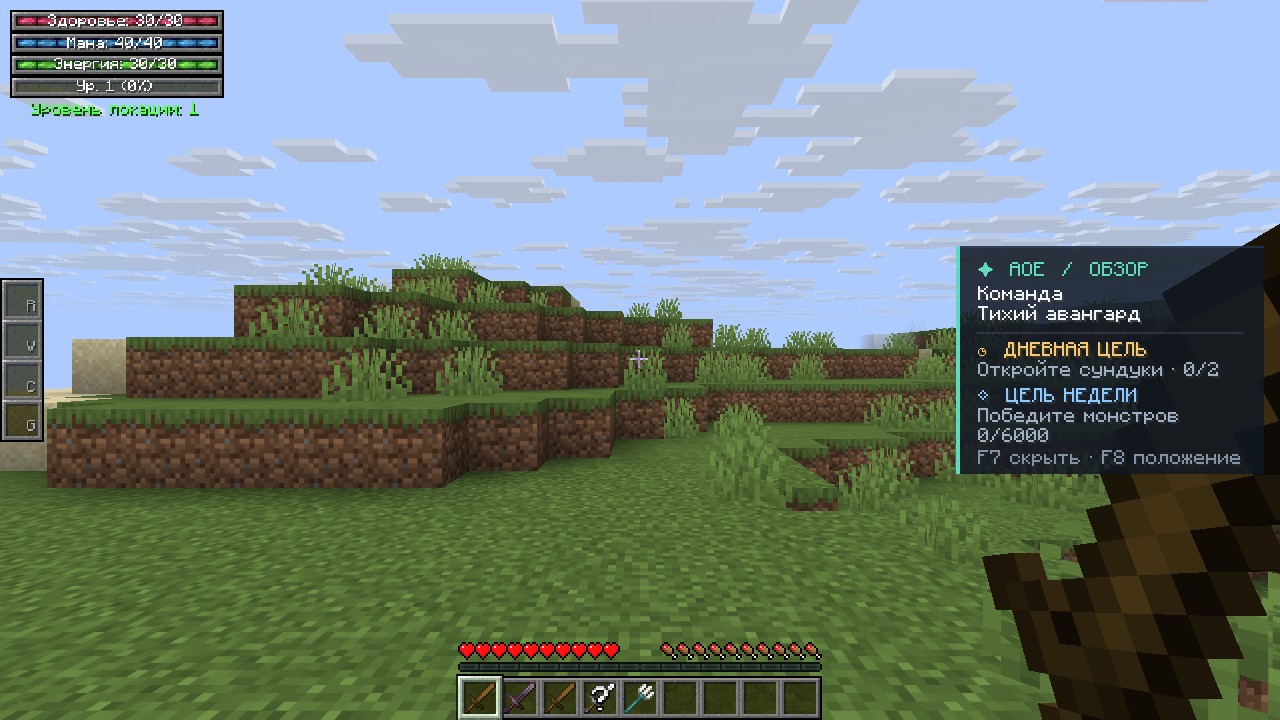 Здоровье: 30/30
Мана: 40/40
Энергия: 30/30
Ур. 1 (0%)
Уровень локации: 1
R
V
C
G
АОЕ / ОБЗОР
Команда
Тихий авангард
ДНЕВНАЯ ЦЕЛЬ
Откройте сундуки · 0/2
ЦЕЛЬ НЕДЕЛИ
Победите монстров
0/6000
F7 скрыть · F8 положение